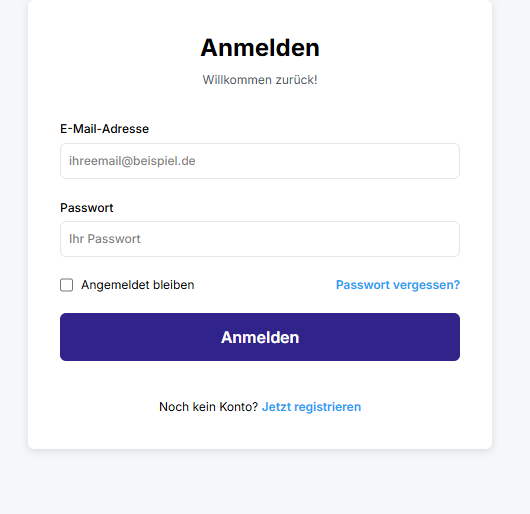 Anmelden
Willkommen zurück!
E-Mail-Adresse
ihreemail@beispiel.de
Passwort
Ihr Passwort
Angemeldet bleiben Passwort vergessen?
Anmelden
Noch kein Konto? Jetzt registrieren